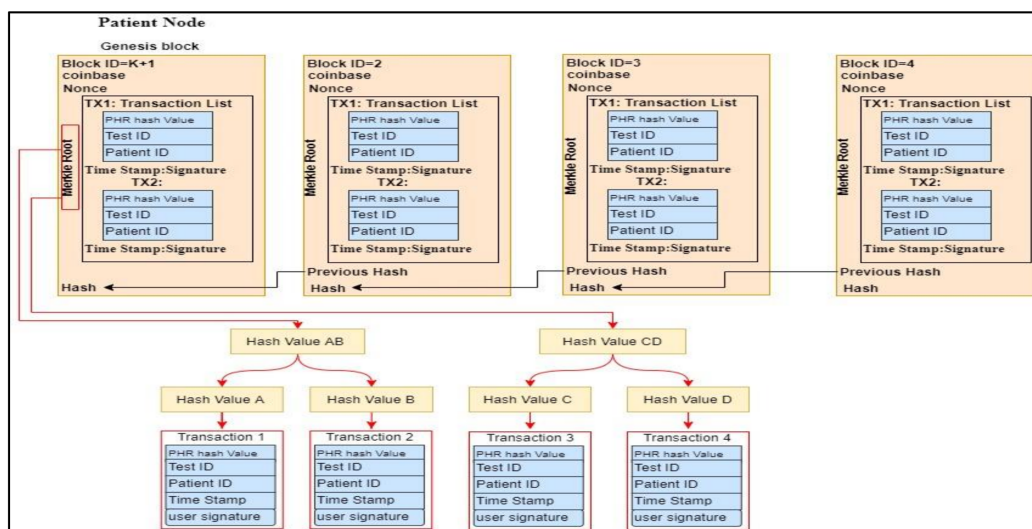 Patient Node
Genesis block
Block ID=K+1
coinbase
Nonce
TX1: Transaction List
PHR hash Value
Test ID
Patient ID
Time Stamp:Signature
TX2:
PHR hash Value
Test ID
Patient ID
Time Stamp:Signature
Merkle Root
Hash
Block ID=2
coinbase
Nonce
TX1: Transaction List
PHR hash Value
Test ID
Patient ID
Time Stamp:Signature
TX2:
PHR hash Value
Test ID
Patient ID
Time Stamp:Signature
Merkle Root
Previous Hash
Hash
Block ID=3
coinbase
Nonce
TX1: Transaction List
PHR hash Value
Test ID
Patient ID
Time Stamp:Signature
TX2:
PHR hash Value
Test ID
Patient ID
Time Stamp:Signature
Merkle Root
Previous Hash
Hash
Block ID=4
coinbase
Nonce
TX1: Transaction List
PHR hash Value
Test ID
Patient ID
Time Stamp:Signature
TX2:
PHR hash Value
Test ID
Patient ID
Time Stamp:Signature
Merkle Root
Previous Hash
Hash
Hash Value AB
Hash Value CD
Hash Value A
Hash Value B
Hash Value C
Hash Value D
Transaction 1
PHR hash Value
Test ID
Patient ID
Time Stamp
user signature
Transaction 2
PHR hash Value
Test ID
Patient ID
Time Stamp
user signature
Transaction 3
PHR hash Value
Test ID
Patient ID
Time Stamp
user signature
Transaction 4
PHR hash Value
Test ID
Patient ID
Time Stamp
user signature